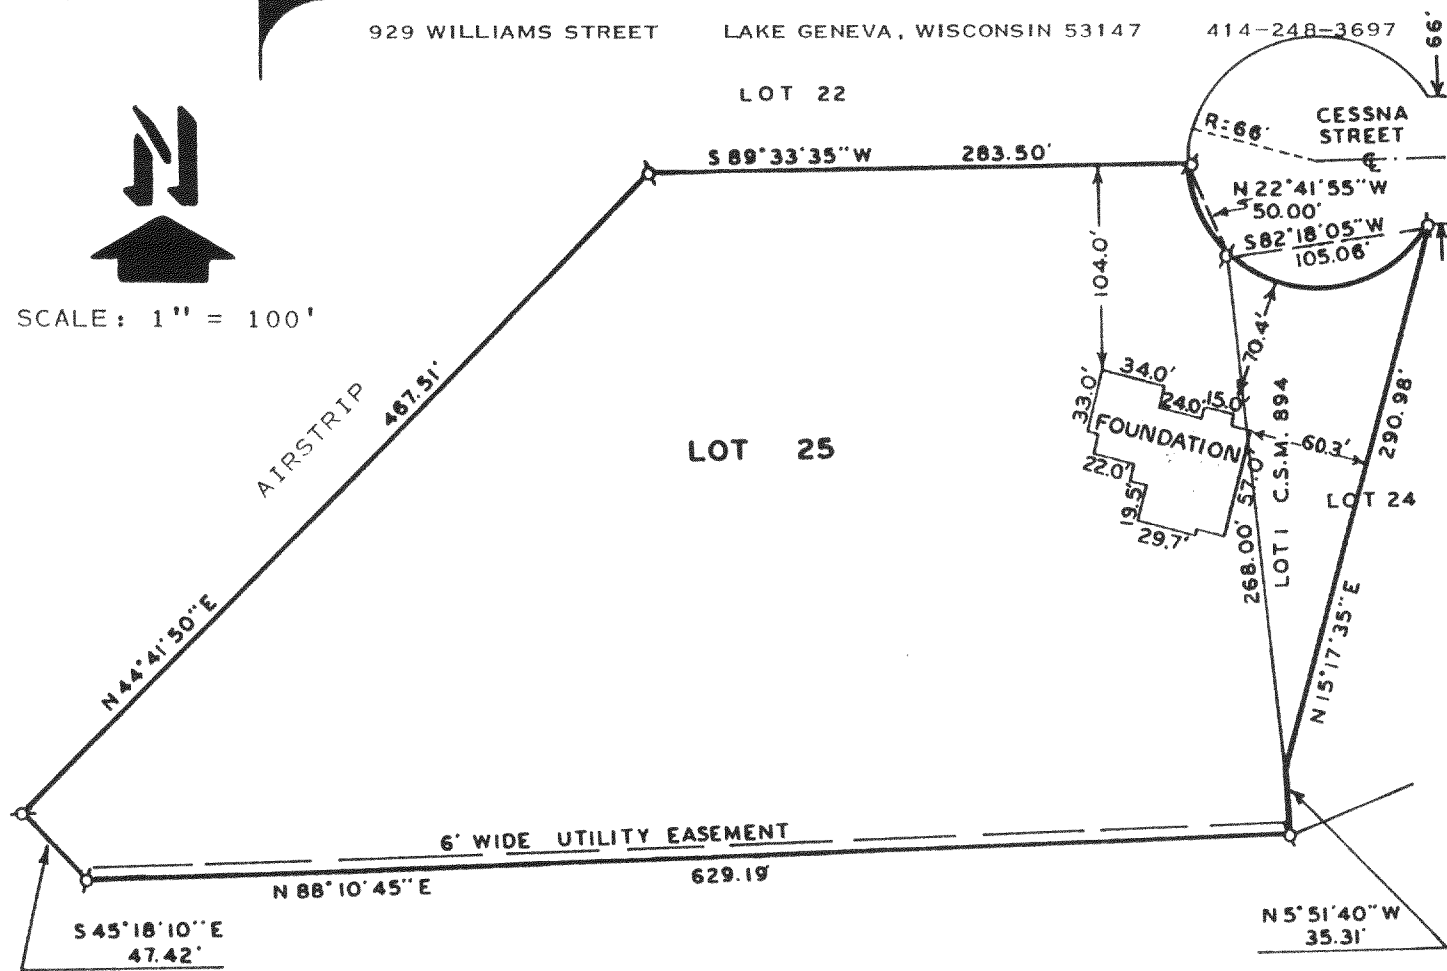 929 WILLIAMS STREET LAKE GENEVA, WISCONSIN 53147 414-248-3697
66'
LOT 22
N
CESSNA
STREET
R=66'
℄
S 89°33'35"W 283.50'
N 22°41'55"W
50.00'
S82°18'05"W
105.06'
104.0'
SCALE: 1" = 100'
70.4'
AIRSTRIP
467.51'
34.0'
33.0'
24.0'
15.0'
FOUNDATION
60.3'
290.98'
LOT 25
22.0'
19.5'
29.7'
57.0'
268.00'
LOT 1 C.S.M. 894
LOT 24
N 44°41'50"E
N 15°17'35"E
6' WIDE UTILITY EASEMENT
N 88°10'45"E
629.19'
S 45°18'10"E
47.42'
N 5°51'40"W
35.31'